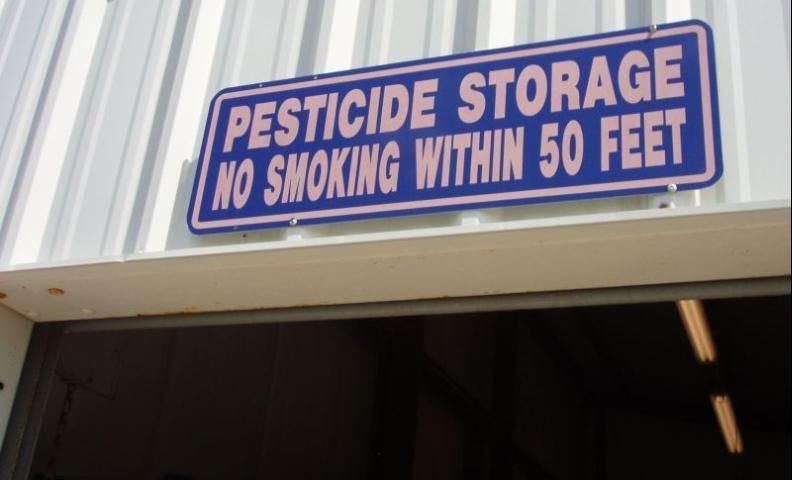 PESTICIDE STORAGE
NO SMOKING WITHIN 50 FEET